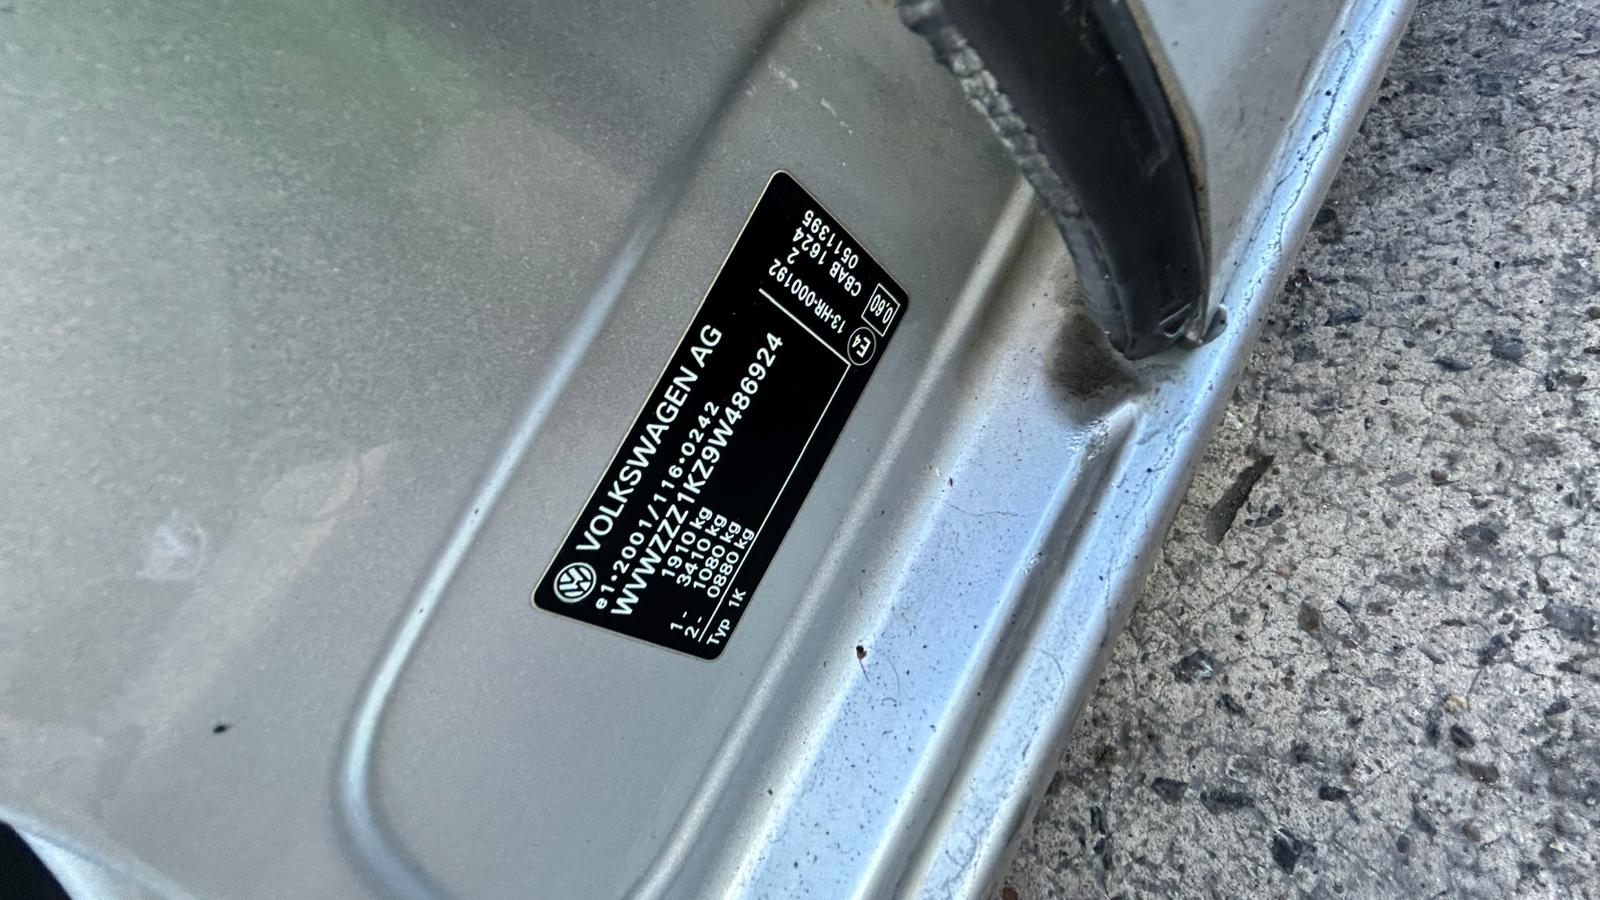 VOLKSWAGEN AG
e1*2001/116*0242
WVWZZZ1KZ9W486924
1910 kg
3410 kg
1 - 1080 kg
2 - 0880 kg
Typ 1K
E4
0,60
13-HR-000192
2
CBAB 1624
0511395